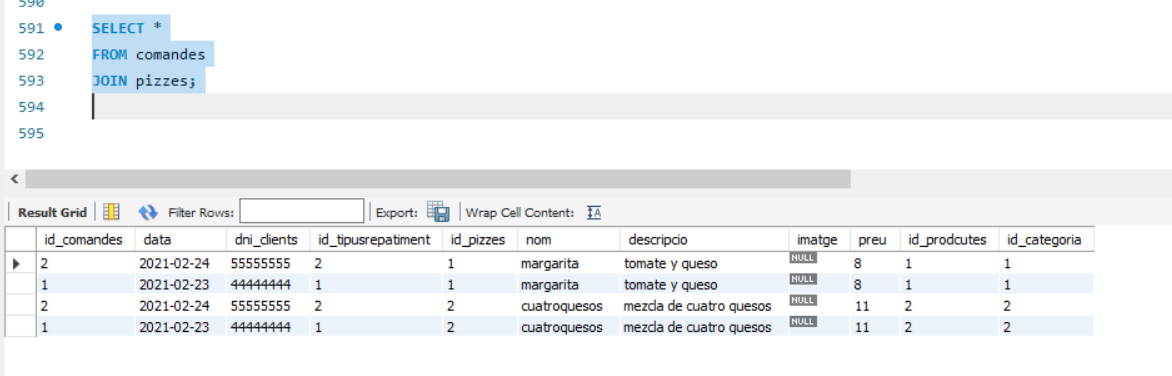 590
591 SELECT *
592 FROM comandes
593 JOIN pizzes;
594
595
Result Grid Filter Rows: Export: Wrap Cell Content: IA
id_comandes data dni_clients id_tipusrepatiment id_pizzes nom descripcio imatge preu id_prodcutes id_categoria
2 2021-02-24 55555555 2 1 margarita tomate y queso NULL 8 1 1
1 2021-02-23 44444444 1 1 margarita tomate y queso NULL 8 1 1
2 2021-02-24 55555555 2 2 cuatroquesos mezcla de cuatro quesos NULL 11 2 2
1 2021-02-23 44444444 1 2 cuatroquesos mezcla de cuatro quesos NULL 11 2 2